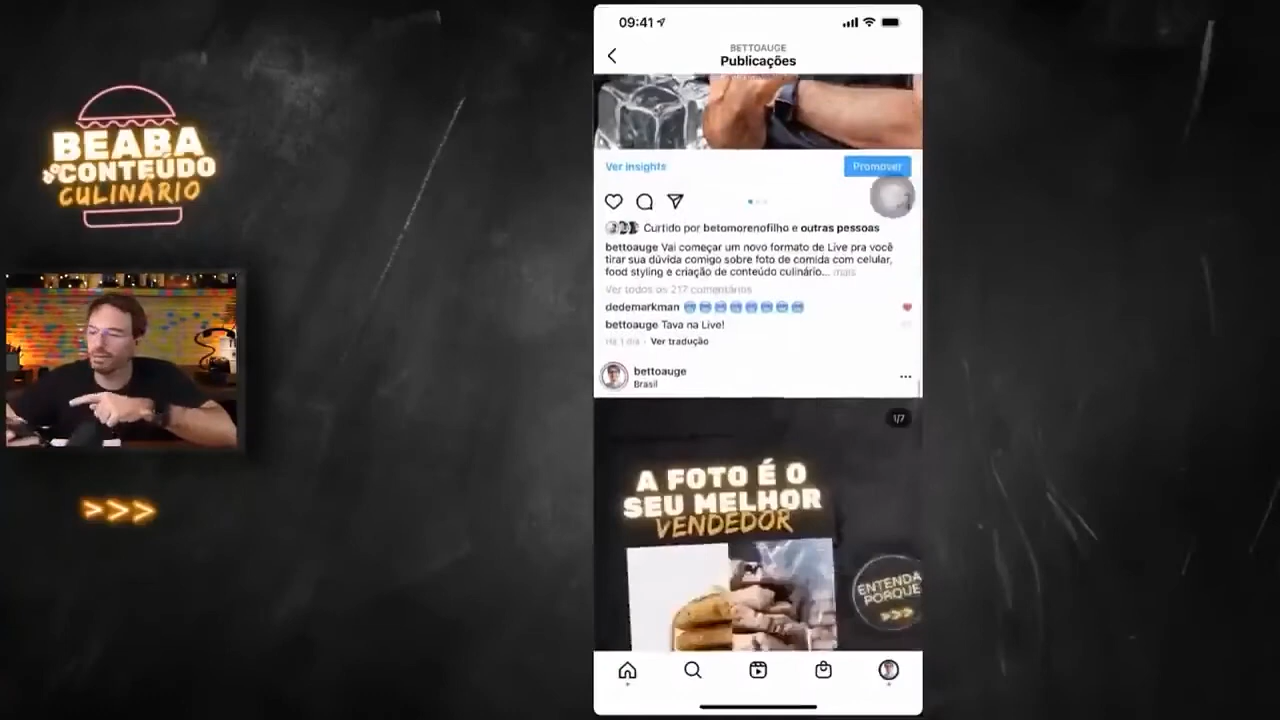 BEABA
do CONTEÚDO
CULINÁRIO
>>>
09:41
BETTOAUGE
Publicações
Ver insights
Promover
Curtido por betomorenofilho e outras pessoas
bettoauge Vai começar um novo formato de Live pra você
tirar sua dúvida comigo sobre foto de comida com celular,
food styling e criação de conteúdo culinário... mais
Ver todos os 217 comentários
dedemarkman 🥶🥶🥶🥶🥶🥶🥶🥶
bettoauge Tava na Live!
Há 1 dia · Ver tradução
bettoauge
Brasil
1/7
A FOTO É O
SEU MELHOR
VENDEDOR
ENTENDA
PORQUE
>>>